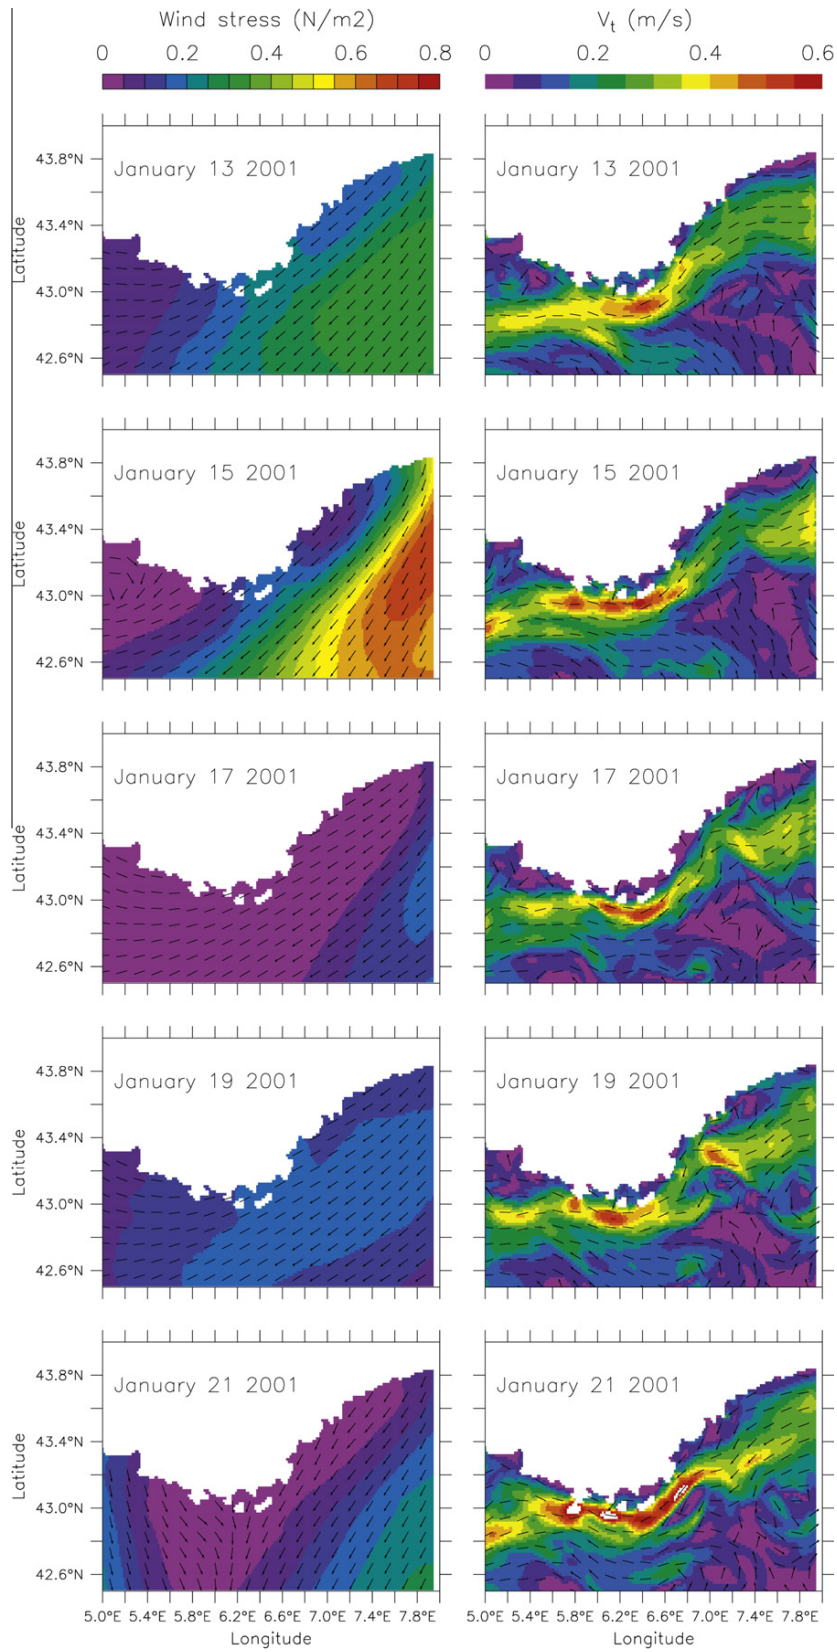 Wind stress (N/m2) V_t (m/s)
0 0.2 0.4 0.6 0.8 0 0.2 0.4 0.6
43.8°N January 13 2001 January 13 2001
43.4°N
Latitude
43.0°N
42.6°N
43.8°N January 15 2001 January 15 2001
43.4°N
Latitude
43.0°N
42.6°N
43.8°N January 17 2001 January 17 2001
43.4°N
Latitude
43.0°N
42.6°N
43.8°N January 19 2001 January 19 2001
43.4°N
Latitude
43.0°N
42.6°N
43.8°N January 21 2001 January 21 2001
43.4°N
Latitude
43.0°N
42.6°N
5.0°E 5.4°E 5.8°E 6.2°E 6.6°E 7.0°E 7.4°E 7.8°E 5.0°E 5.4°E 5.8°E 6.2°E 6.6°E 7.0°E 7.4°E 7.8°E
Longitude Longitude